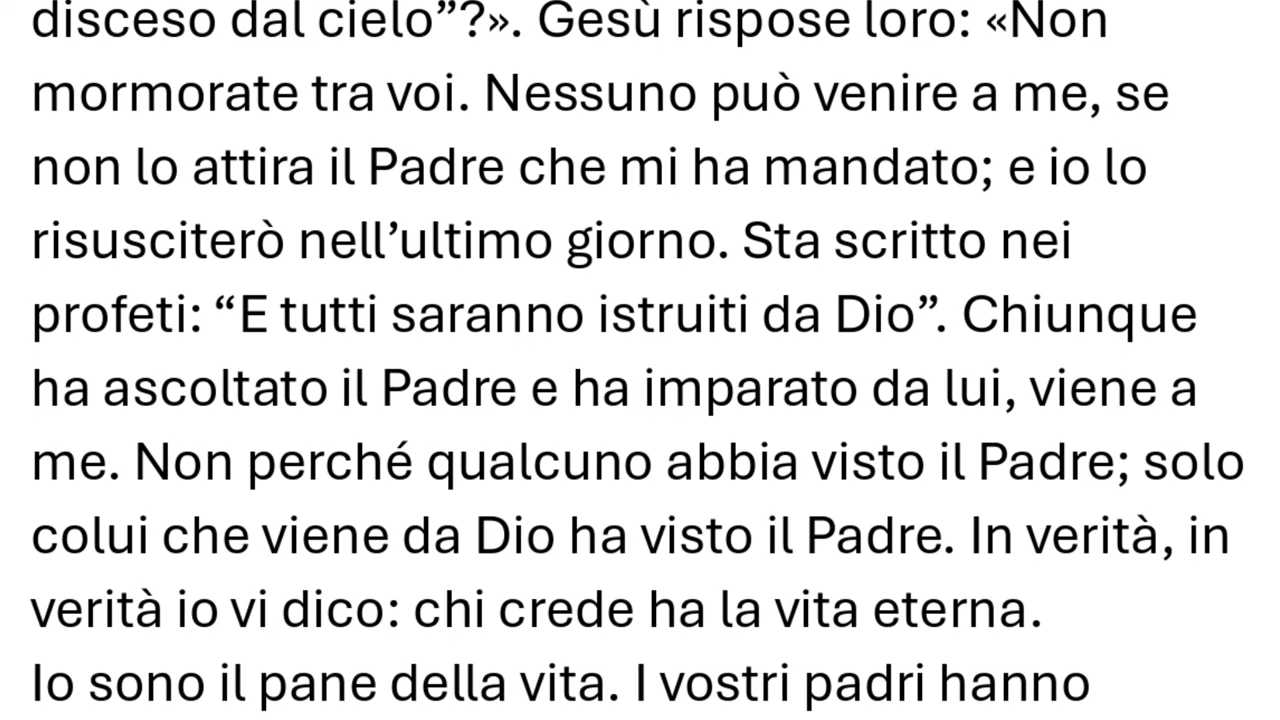 disceso dal cielo”?». Gesù rispose loro: «Non
mormorate tra voi. Nessuno può venire a me, se
non lo attira il Padre che mi ha mandato; e io lo
risusciterò nell’ultimo giorno. Sta scritto nei
profeti: “E tutti saranno istruiti da Dio”. Chiunque
ha ascoltato il Padre e ha imparato da lui, viene a
me. Non perché qualcuno abbia visto il Padre; solo
colui che viene da Dio ha visto il Padre. In verità, in
verità io vi dico: chi crede ha la vita eterna.
Io sono il pane della vita. I vostri padri hanno